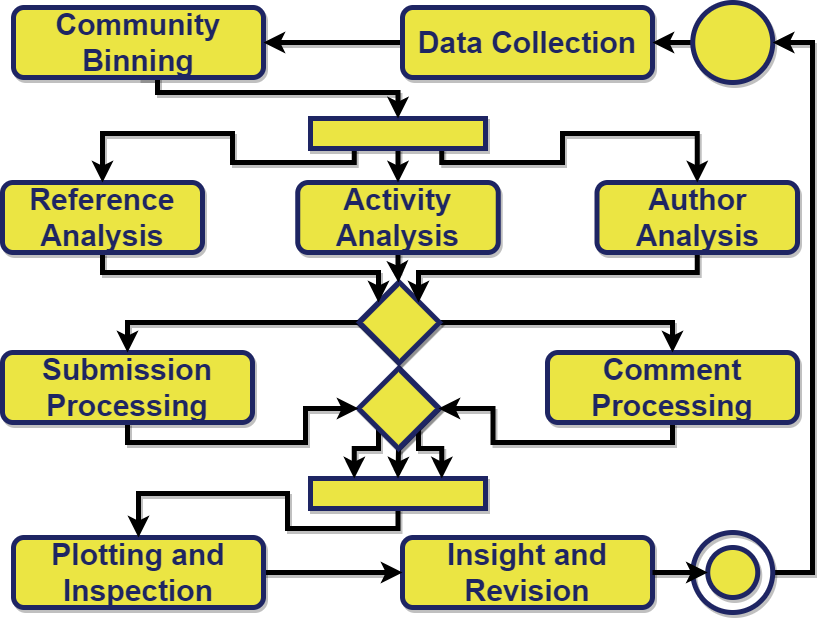 Community
Binning
Data Collection
Reference
Analysis
Activity
Analysis
Author
Analysis
Submission
Processing
Comment
Processing
Plotting and
Inspection
Insight and
Revision